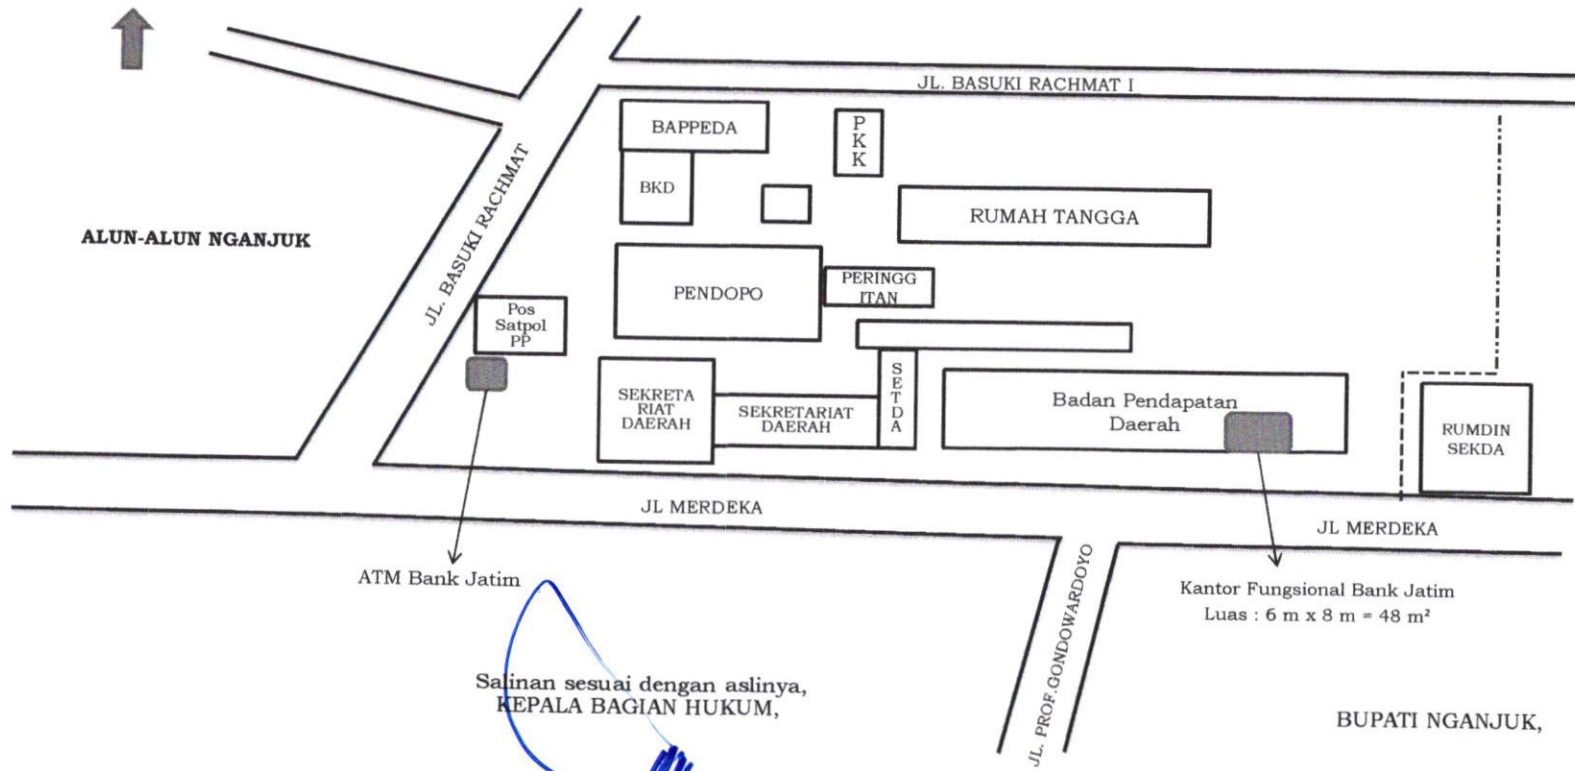 JL. BASUKI RACHMAT I
BAPPEDA
P
K
K
BKD
RUMAH TANGGA
ALUN-ALUN NGANJUK
JL. BASUKI RACHMAT
PENDOPO
PERINGG
ITAN
Pos
Satpol
PP
SEKRETA
RIAT
DAERAH
SEKRETARIAT
DAERAH
S
E
T
D
A
Badan Pendapatan
Daerah
RUMDIN
SEKDA
JL MERDEKA
JL MERDEKA
ATM Bank Jatim
JL. PROF.GONDOWARDOYO
Kantor Fungsional Bank Jatim
Luas : 6 m x 8 m = 48 m²
Salinan sesuai dengan aslinya,
KEPALA BAGIAN HUKUM,
BUPATI NGANJUK,